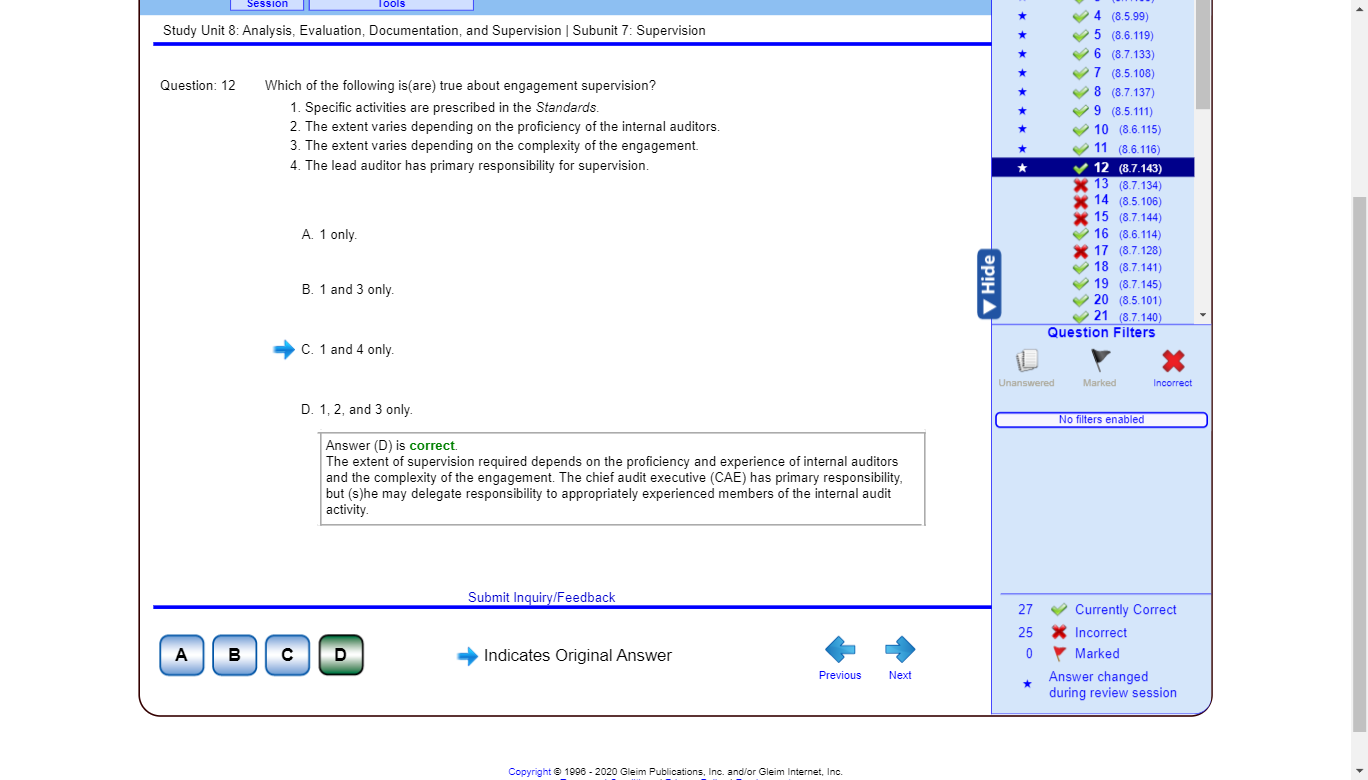 Session Tools
Study Unit 8: Analysis, Evaluation, Documentation, and Supervision | Subunit 7: Supervision
Question: 12 Which of the following is(are) true about engagement supervision?
1. Specific activities are prescribed in the Standards.
2. The extent varies depending on the proficiency of the internal auditors.
3. The extent varies depending on the complexity of the engagement.
4. The lead auditor has primary responsibility for supervision.
A. 1 only.
B. 1 and 3 only.
C. 1 and 4 only.
D. 1, 2, and 3 only.
Answer (D) is correct.
The extent of supervision required depends on the proficiency and experience of internal auditors
and the complexity of the engagement. The chief audit executive (CAE) has primary responsibility,
but (s)he may delegate responsibility to appropriately experienced members of the internal audit
activity.
Submit Inquiry/Feedback
A B C D
Indicates Original Answer
Previous Next
4 (8.5.99)
5 (8.6.119)
6 (8.7.133)
7 (8.5.108)
8 (8.7.137)
9 (8.5.111)
10 (8.6.115)
11 (8.6.116)
12 (8.7.143)
13 (8.7.134)
14 (8.5.106)
15 (8.7.144)
16 (8.6.114)
17 (8.7.128)
18 (8.7.141)
19 (8.7.145)
20 (8.5.101)
21 (8.7.140)
Hide
Question Filters
Unanswered Marked Incorrect
No filters enabled
27 Currently Correct
25 Incorrect
0 Marked
Answer changed
during review session
Copyright © 1996 - 2020 Gleim Publications, Inc. and/or Gleim Internet, Inc.